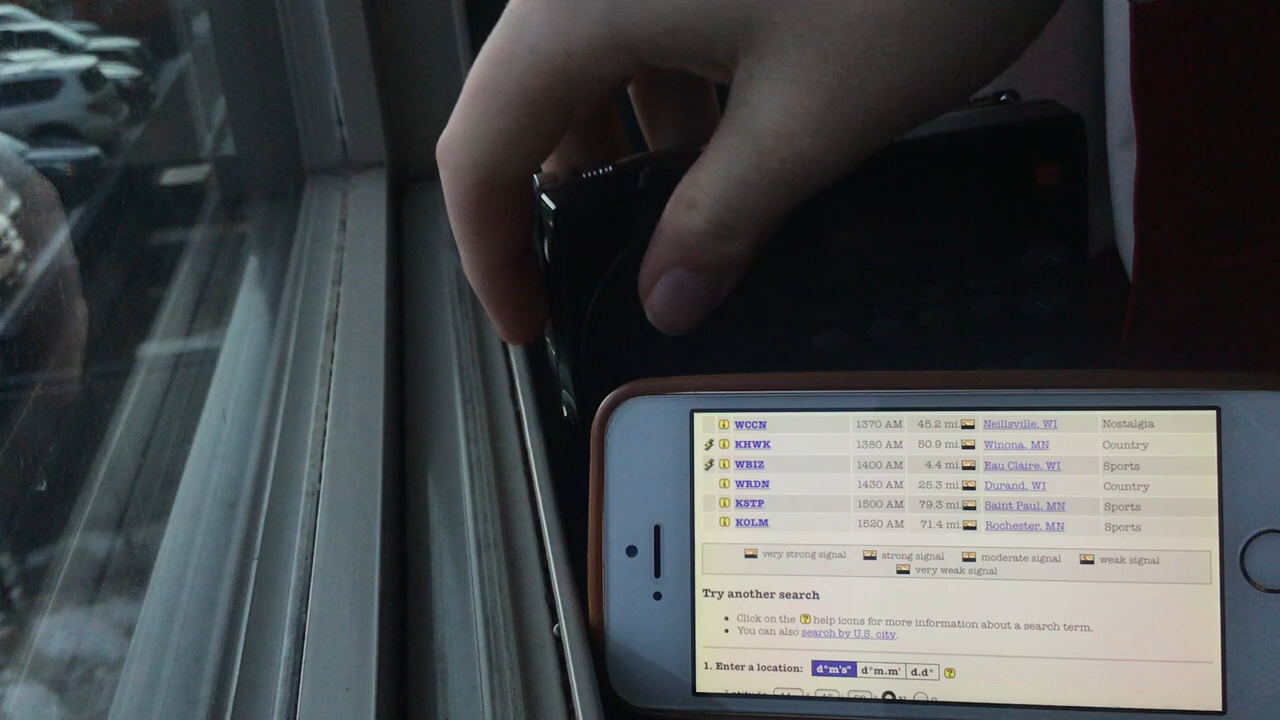 WCCN 1370 AM 45.2 mi Neillsville, WI Nostalgia
KHWK 1380 AM 50.9 mi Winona, MN Country
WBIZ 1400 AM 4.4 mi Eau Claire, WI Sports
WRDN 1430 AM 25.3 mi Durand, WI Country
KSTP 1500 AM 79.3 mi Saint Paul, MN Sports
KOLM 1520 AM 71.4 mi Rochester, MN Sports
very strong signal strong signal moderate signal weak signal
very weak signal
Try another search
• Click on the ? help icons for more information about a search term.
• You can also search by U.S. city.
1. Enter a location: d°m's" d°m.m' d.d° ?